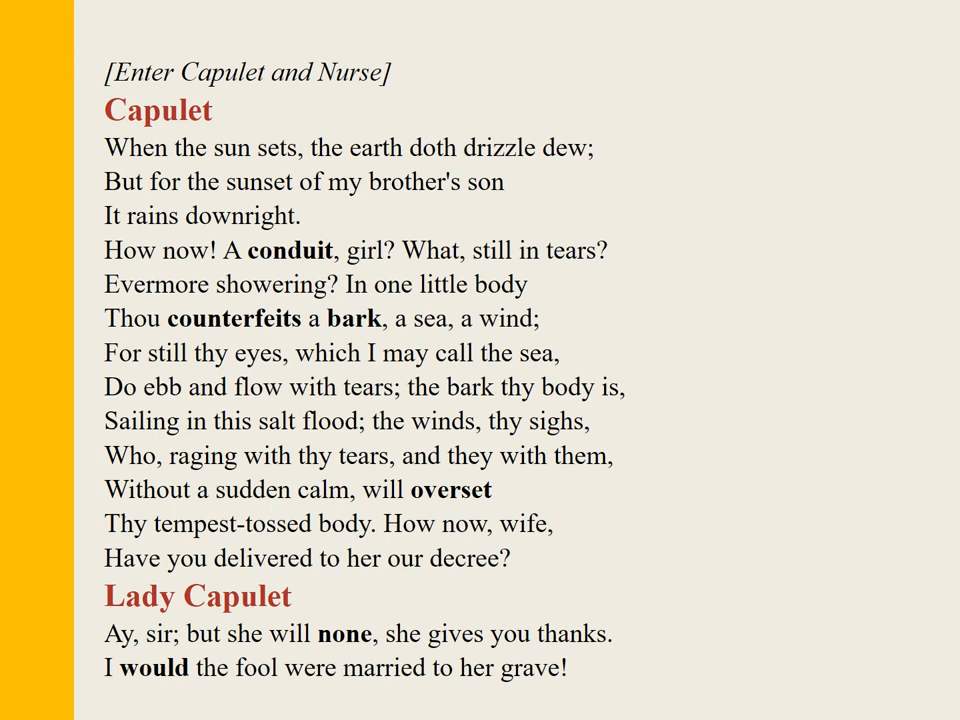 [Enter Capulet and Nurse]
Capulet
When the sun sets, the earth doth drizzle dew;
But for the sunset of my brother's son
It rains downright.
How now! A conduit, girl? What, still in tears?
Evermore showering? In one little body
Thou counterfeits a bark, a sea, a wind;
For still thy eyes, which I may call the sea,
Do ebb and flow with tears; the bark thy body is,
Sailing in this salt flood; the winds, thy sighs,
Who, raging with thy tears, and they with them,
Without a sudden calm, will overset
Thy tempest-tossed body. How now, wife,
Have you delivered to her our decree?
Lady Capulet
Ay, sir; but she will none, she gives you thanks.
I would the fool were married to her grave!